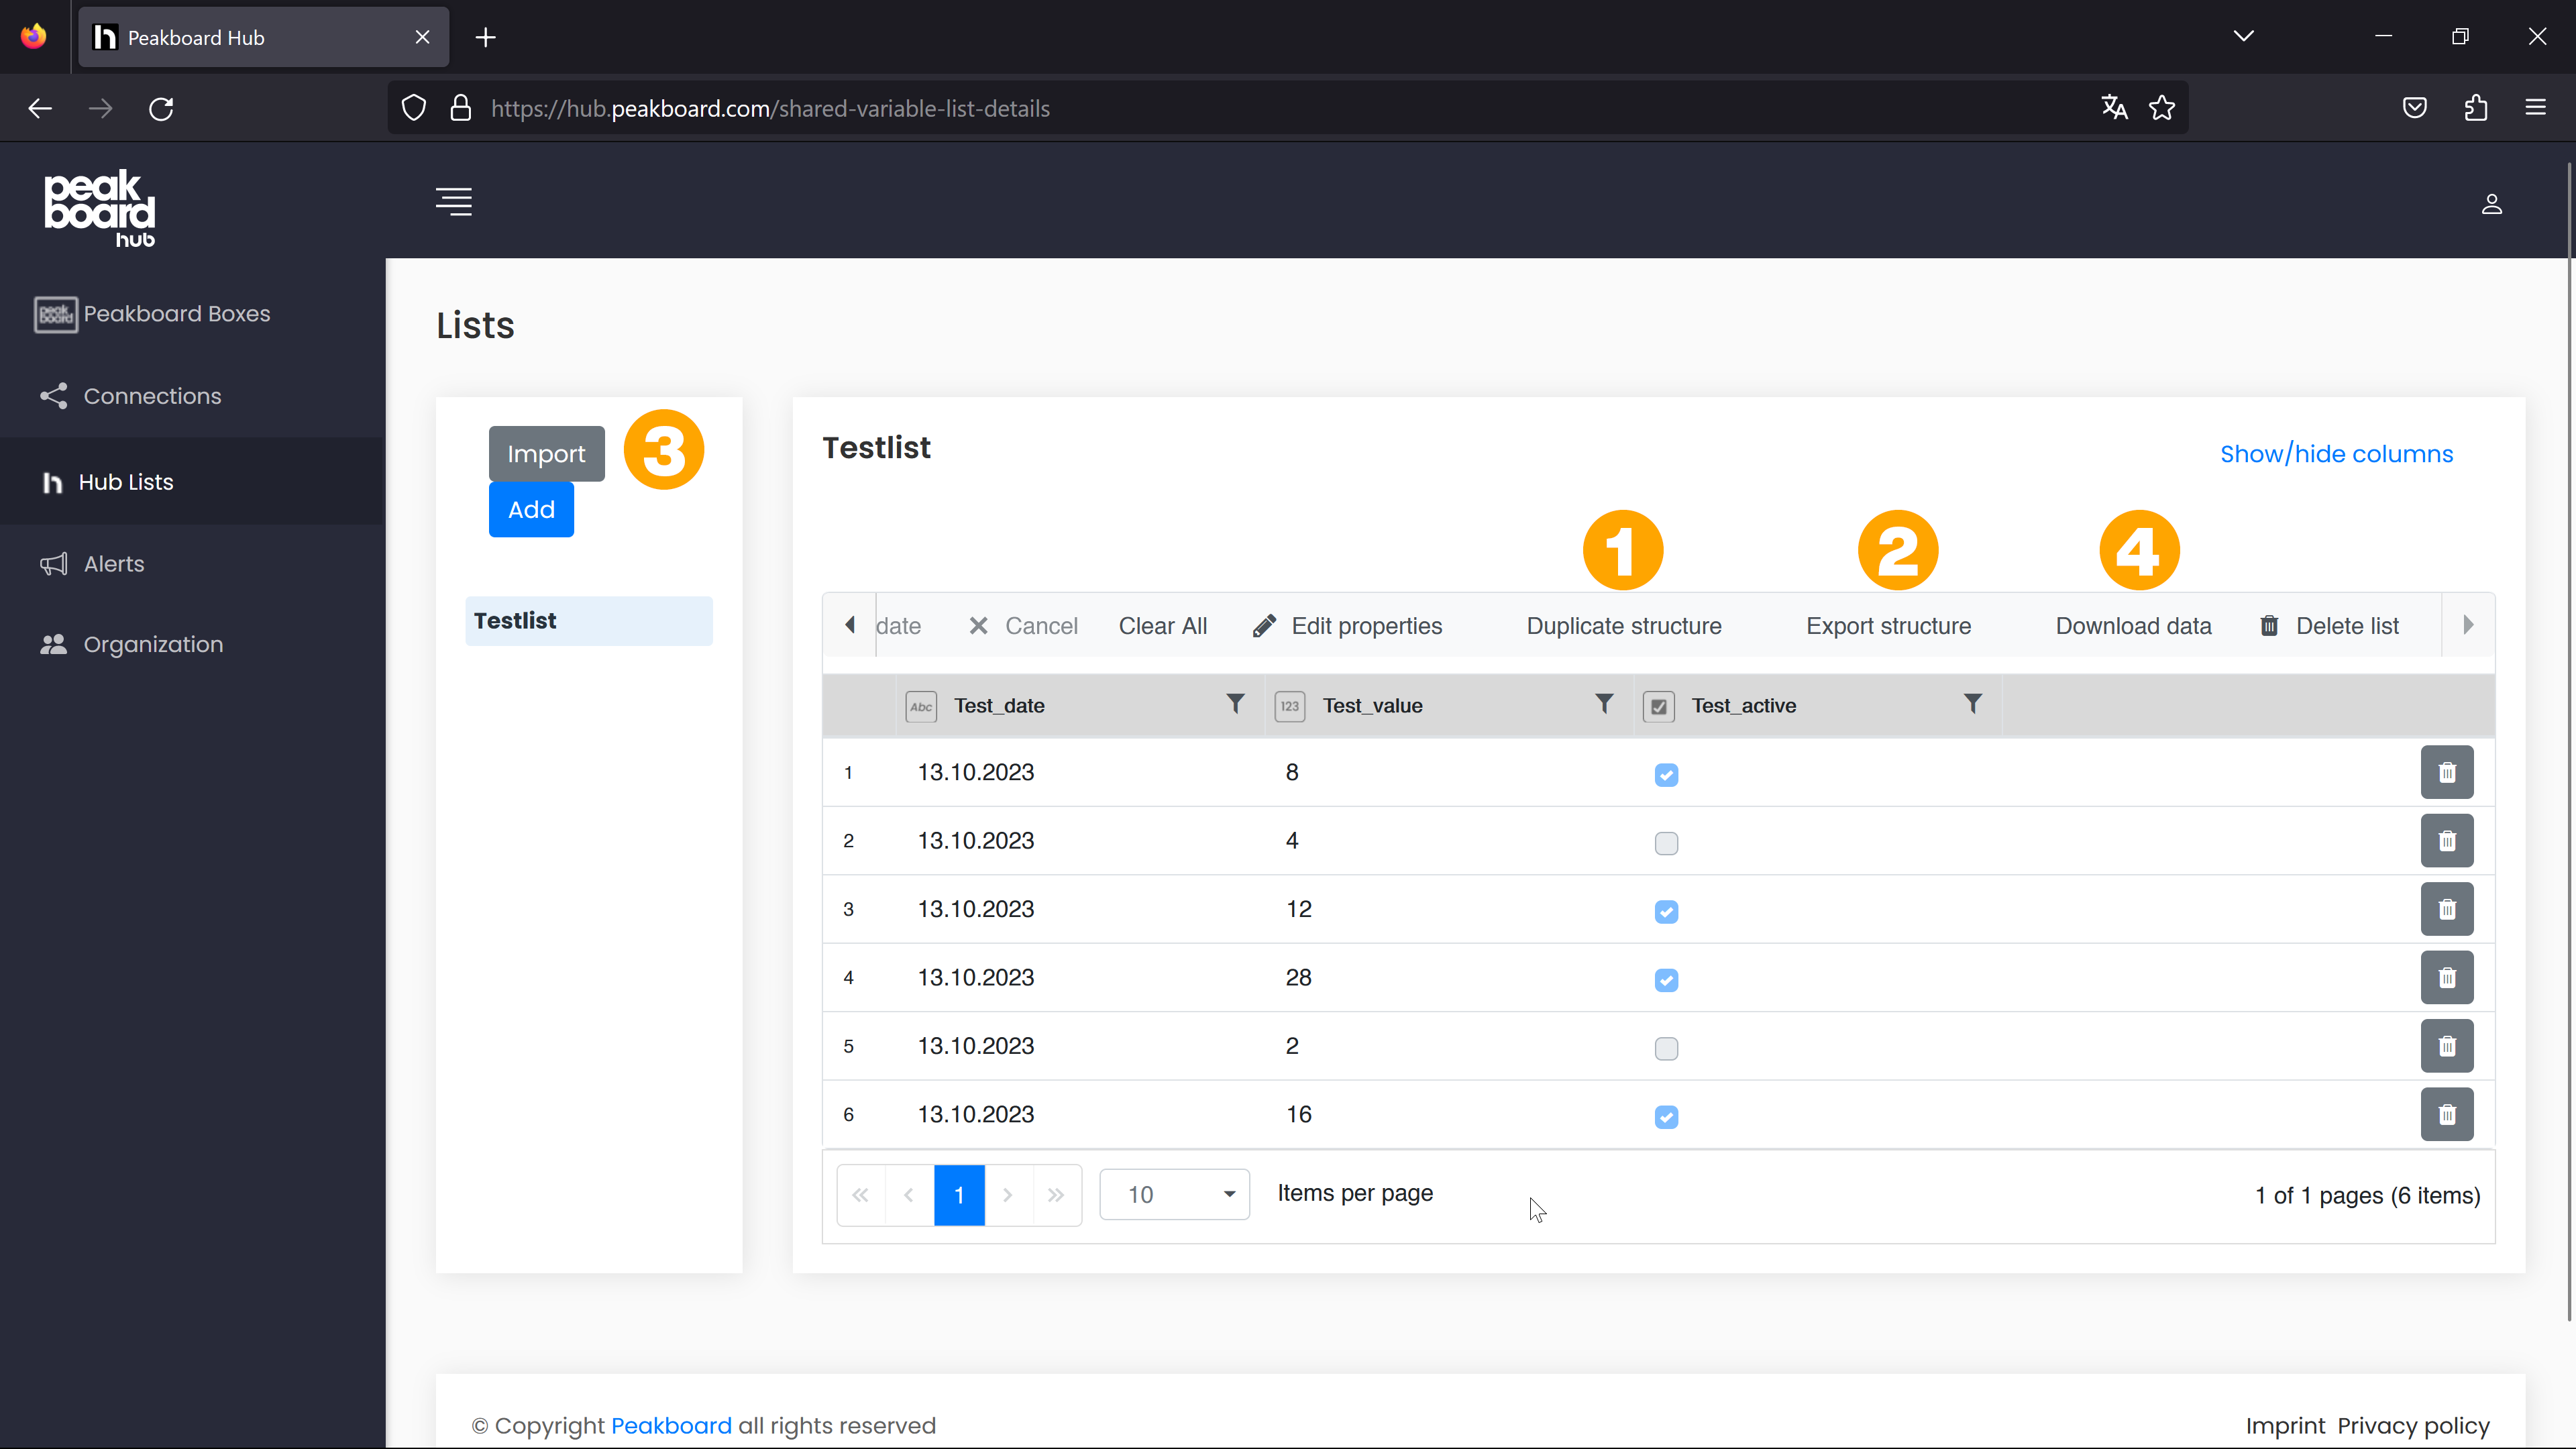 Peakboard Hub
https://hub.peakboard.com/shared-variable-list-details
peak
board
hub
Peakboard Boxes
Connections
Hub Lists
Alerts
Organization
Lists
Import
3
Add
Testlist
Testlist
Show/hide columns
1
2
4
date
Cancel
Clear All
Edit properties
Duplicate structure
Export structure
Download data
Delete list
Abc Test_date
123 Test_value
Test_active
1 13.10.2023 8
2 13.10.2023 4
3 13.10.2023 12
4 13.10.2023 28
5 13.10.2023 2
6 13.10.2023 16
« ‹ 1 › »
10
Items per page
1 of 1 pages (6 items)
© Copyright Peakboard all rights reserved
Imprint Privacy policy